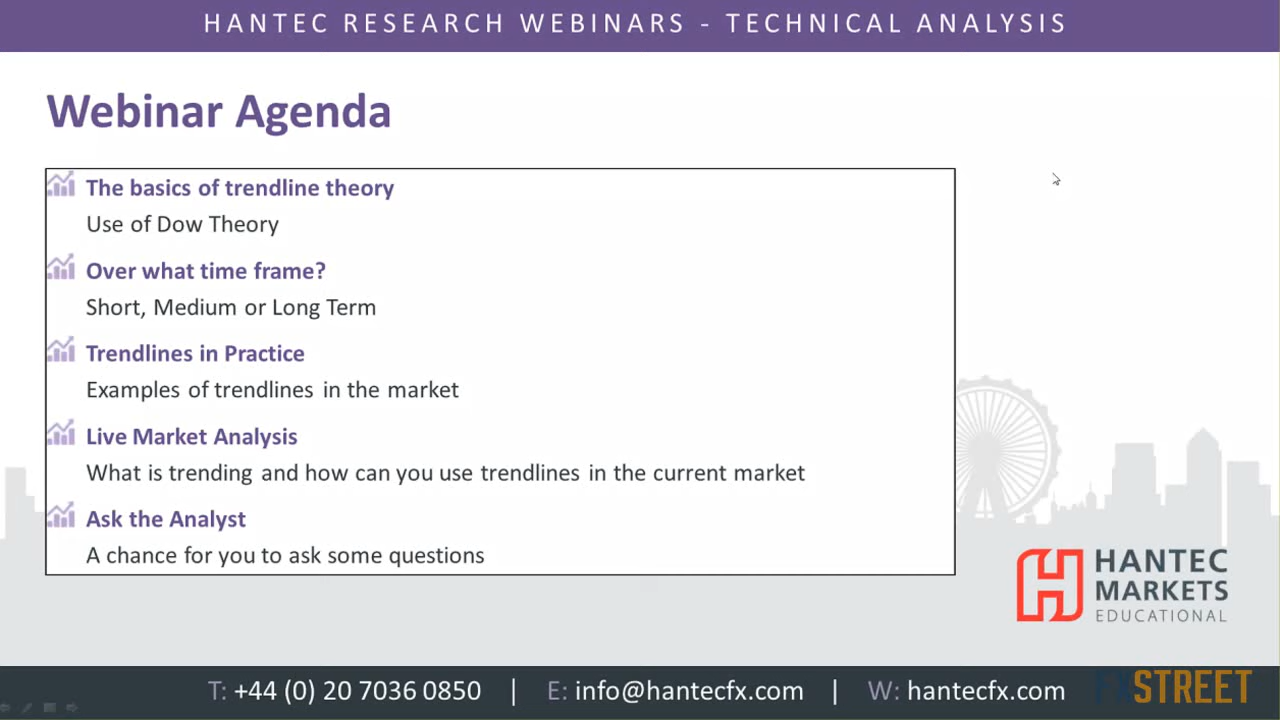 HANTEC RESEARCH WEBINARS - TECHNICAL ANALYSIS
Webinar Agenda
The basics of trendline theory
Use of Dow Theory
Over what time frame?
Short, Medium or Long Term
Trendlines in Practice
Examples of trendlines in the market
Live Market Analysis
What is trending and how can you use trendlines in the current market
Ask the Analyst
A chance for you to ask some questions
HANTEC
MARKETS
EDUCATIONAL
T: +44 (0) 20 7036 0850 | E: info@hantecfx.com | W: hantecfx.com
FXSTREET